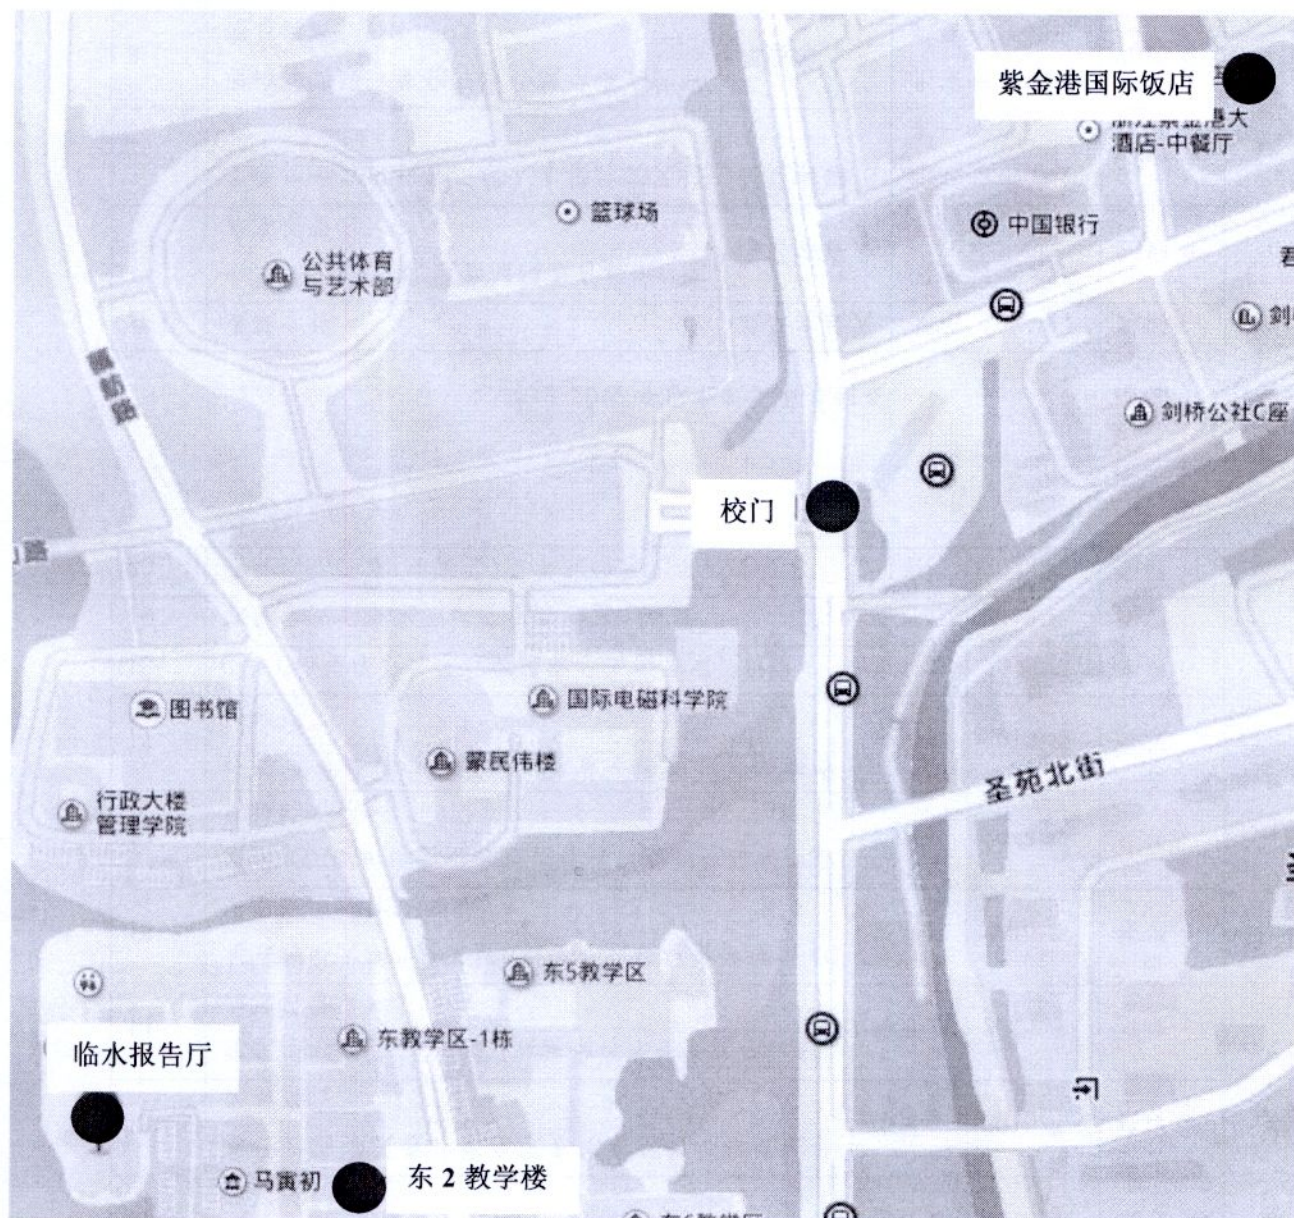 紫金港国际饭店
酒店-中餐厅
篮球场
中国银行
公共体育
与艺术部
剑桥公社C座
校门
图书馆
国际电磁科学院
蒙民伟楼
行政大楼
管理学院
圣苑北街
东5教学区
东教学区-1栋
临水报告厅
马寅初
东 2 教学楼